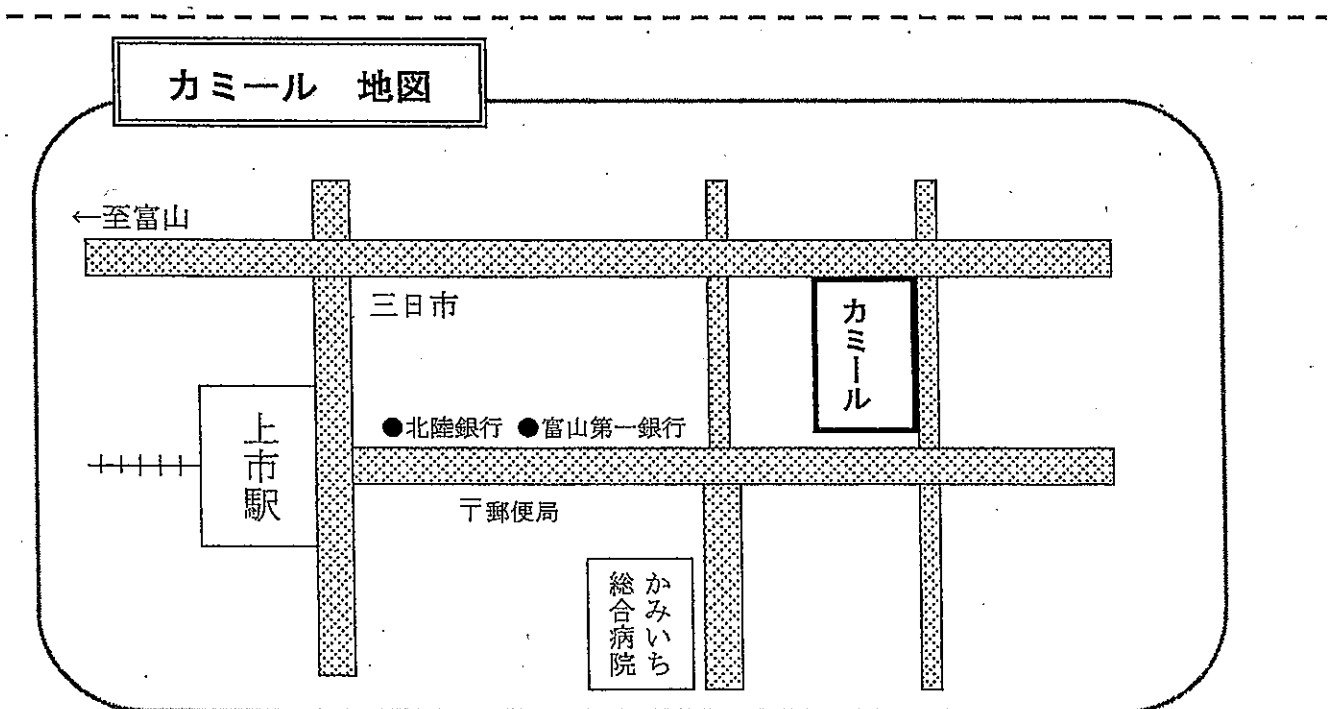 カミール 地図
←至富山
三日市
カミール
●北陸銀行 ●富山第一銀行
上市駅
〒郵便局
かみいち
総合病院